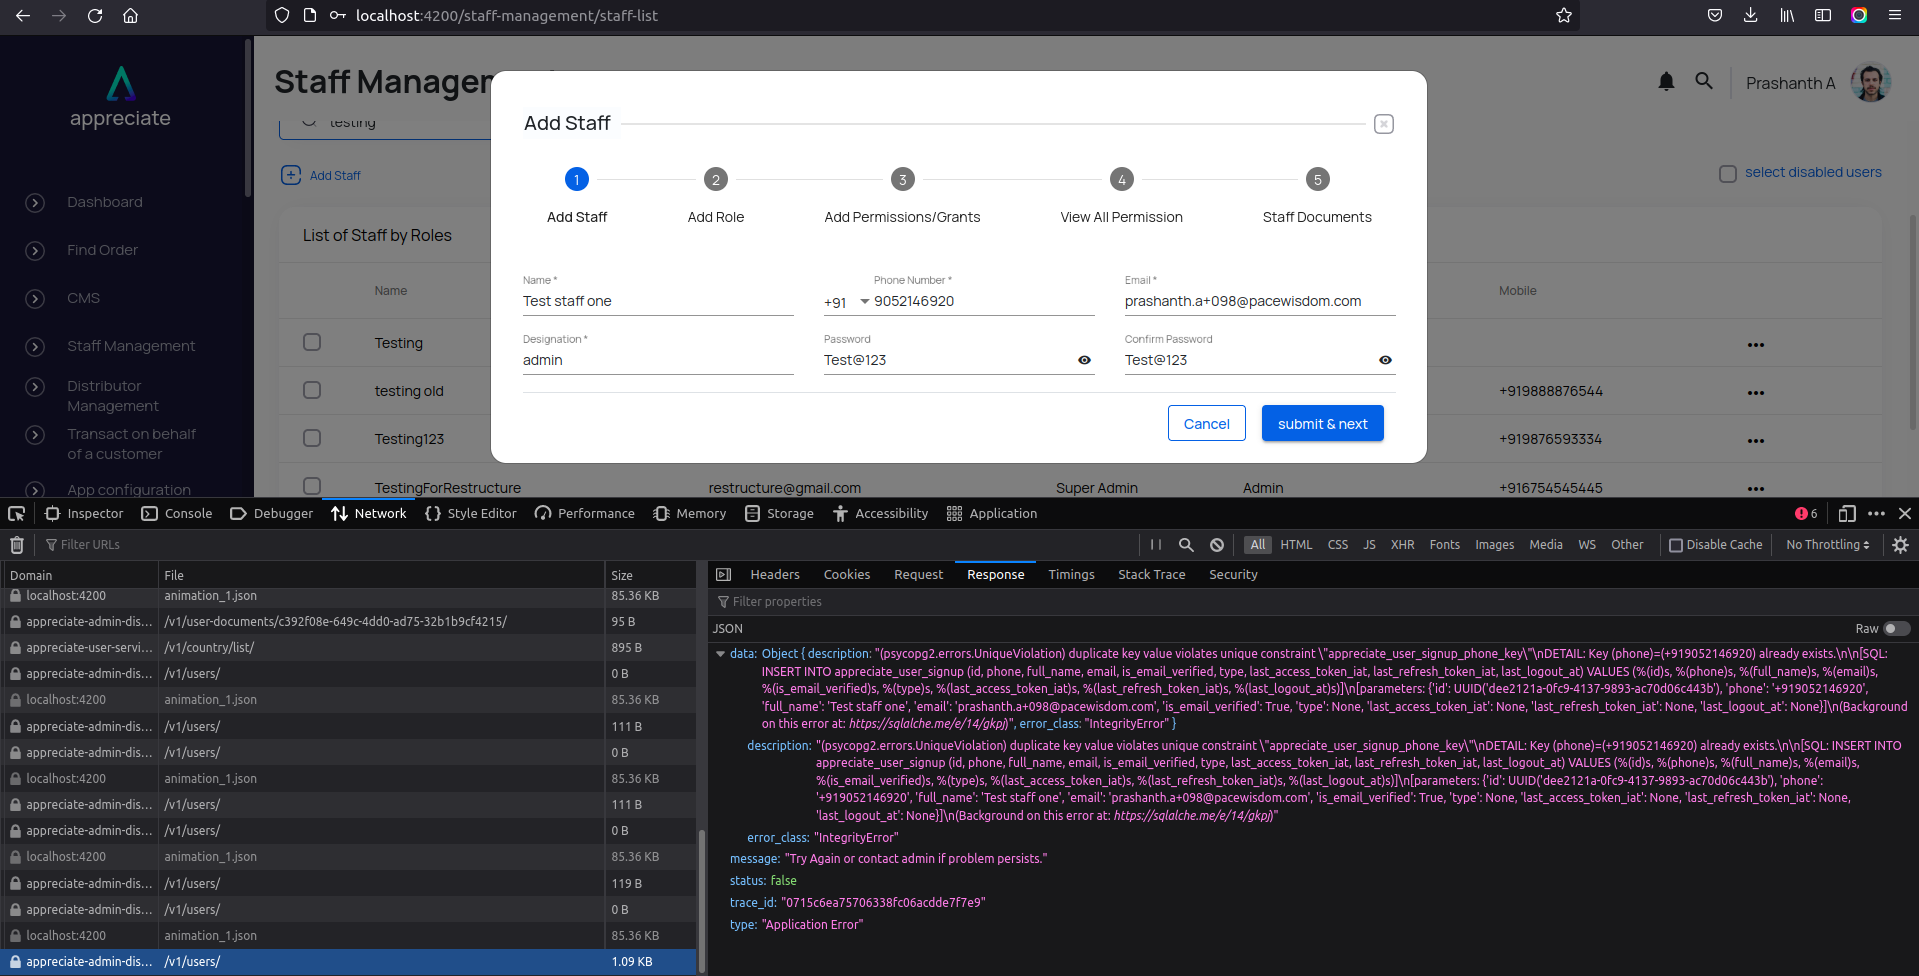 localhost:4200/staff-management/staff-list
appreciate
Dashboard
Find Order
CMS
Staff Management
Distributor
Management
Transact on behalf
of a customer
App configuration
Staff Management
Prashanth A
testing
Add Staff
select disabled users
List of Staff by Roles
Name
Mobile
Testing
testing old
+919888876544
Testing123
+919876593334
TestingForRestructure
restructure@gmail.com
Super Admin
Admin
+916754545445
Add Staff
1
2
3
4
5
Add Staff
Add Role
Add Permissions/Grants
View All Permission
Staff Documents
Name *
Phone Number *
Email *
Test staff one
+91
9052146920
prashanth.a+098@pacewisdom.com
Designation *
Password
Confirm Password
admin
Test@123
Test@123
Cancel
submit & next
Inspector
Console
Debugger
Network
Style Editor
Performance
Memory
Storage
Accessibility
Application
6
Filter URLs
All
HTML
CSS
JS
XHR
Fonts
Images
Media
WS
Other
Disable Cache
No Throttling
Domain File Size
localhost:4200 animation_1.json 85.36 KB
appreciate-admin-dis... /v1/user-documents/c392f08e-649c-4dd0-ad75-32b1b9cf4215/ 95 B
appreciate-user-servi... /v1/country/list/ 895 B
appreciate-admin-dis... /v1/users/ 0 B
localhost:4200 animation_1.json 85.36 KB
appreciate-admin-dis... /v1/users/ 111 B
appreciate-admin-dis... /v1/users/ 0 B
localhost:4200 animation_1.json 85.36 KB
appreciate-admin-dis... /v1/users/ 111 B
appreciate-admin-dis... /v1/users/ 0 B
localhost:4200 animation_1.json 85.36 KB
appreciate-admin-dis... /v1/users/ 119 B
appreciate-admin-dis... /v1/users/ 0 B
localhost:4200 animation_1.json 85.36 KB
appreciate-admin-dis... /v1/users/ 1.09 KB
Headers
Cookies
Request
Response
Timings
Stack Trace
Security
Filter properties
JSON
Raw
data: Object { description: "(psycopg2.errors.UniqueViolation) duplicate key value violates unique constraint \"appreciate_user_signup_phone_key\"\nDETAIL: Key (phone)=(+919052146920) already exists.\n\n[SQL:
INSERT INTO appreciate_user_signup (id, phone, full_name, email, is_email_verified, type, last_access_token_iat, last_refresh_token_iat, last_logout_at) VALUES (%(id)s, %(phone)s, %(full_name)s, %(email)s,
%(is_email_verified)s, %(type)s, %(last_access_token_iat)s, %(last_refresh_token_iat)s, %(last_logout_at)s)]\n[parameters: {'id': UUID('dee2121a-0fc9-4137-9893-ac70d06c443b'), 'phone': '+919052146920',
'full_name': 'Test staff one', 'email': 'prashanth.a+098@pacewisdom.com', 'is_email_verified': True, 'type': None, 'last_access_token_iat': None, 'last_refresh_token_iat': None, 'last_logout_at': None}]\n(Background
on this error at: https://sqlalche.me/e/14/gkpj)", error_class: "IntegrityError" }
description: "(psycopg2.errors.UniqueViolation) duplicate key value violates unique constraint \"appreciate_user_signup_phone_key\"\nDETAIL: Key (phone)=(+919052146920) already exists.\n\n[SQL: INSERT INTO
appreciate_user_signup (id, phone, full_name, email, is_email_verified, type, last_access_token_iat, last_refresh_token_iat, last_logout_at) VALUES (%(id)s, %(phone)s, %(full_name)s, %(email)s,
%(is_email_verified)s, %(type)s, %(last_access_token_iat)s, %(last_refresh_token_iat)s, %(last_logout_at)s)]\n[parameters: {'id': UUID('dee2121a-0fc9-4137-9893-ac70d06c443b'), 'phone':
'+919052146920', 'full_name': 'Test staff one', 'email': 'prashanth.a+098@pacewisdom.com', 'is_email_verified': True, 'type': None, 'last_access_token_iat': None, 'last_refresh_token_iat': None,
'last_logout_at': None}]\n(Background on this error at: https://sqlalche.me/e/14/gkpj)"
error_class: "IntegrityError"
message: "Try Again or contact admin if problem persists."
status: false
trace_id: "0715c6ea75706338fc06acdde7f7e9"
type: "Application Error"